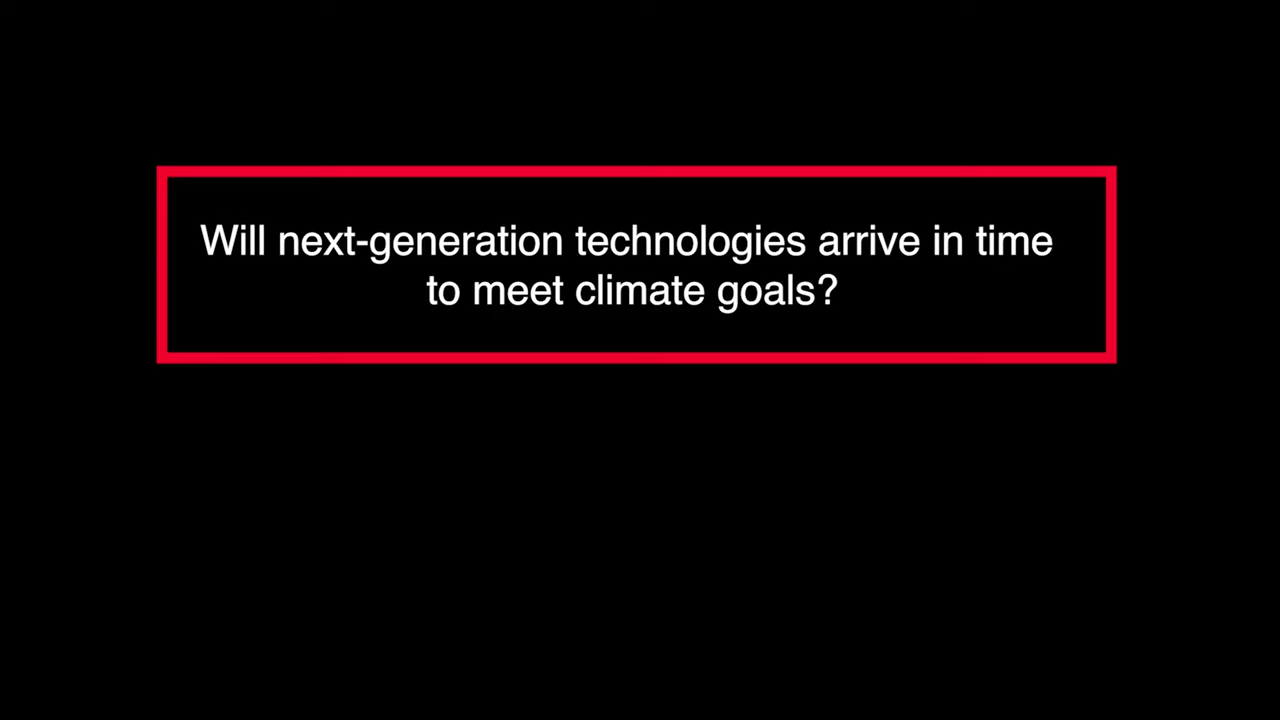 Will next-generation technologies arrive in time
to meet climate goals?